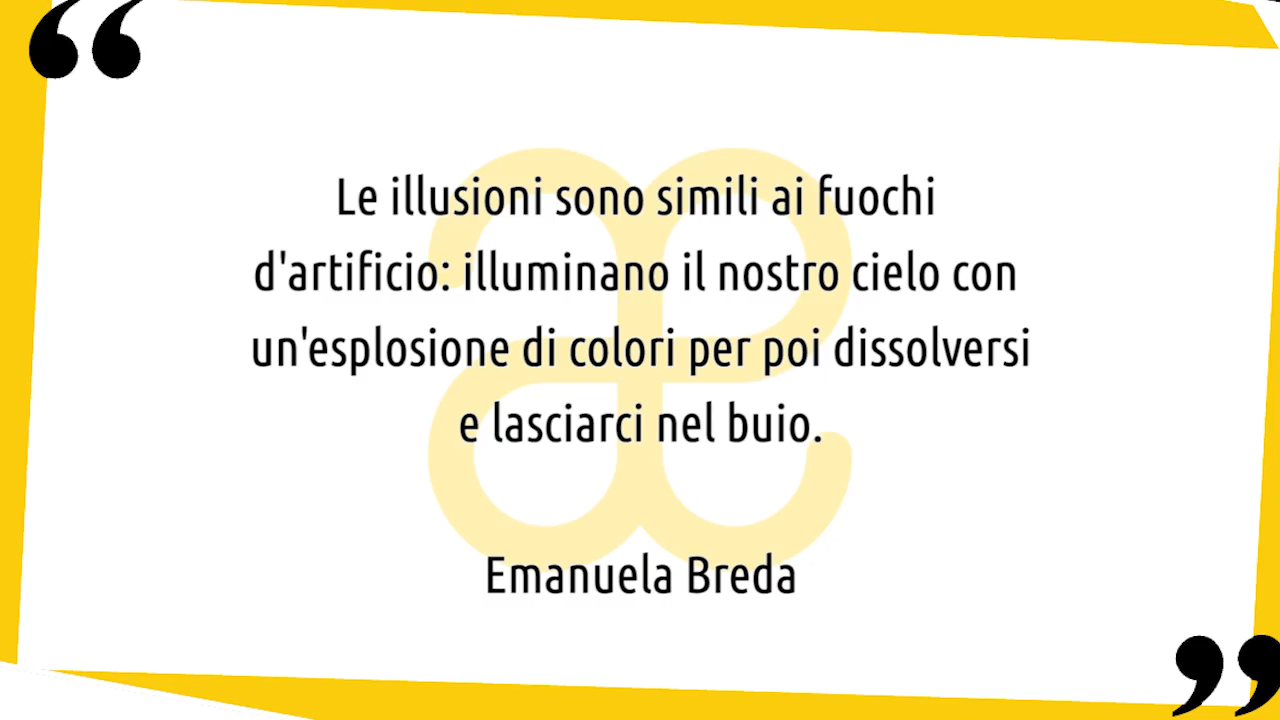 Le illusioni sono simili ai fuochi
d'artificio: illuminano il nostro cielo con
un'esplosione di colori per poi dissolversi
e lasciarci nel buio.
Emanuela Breda